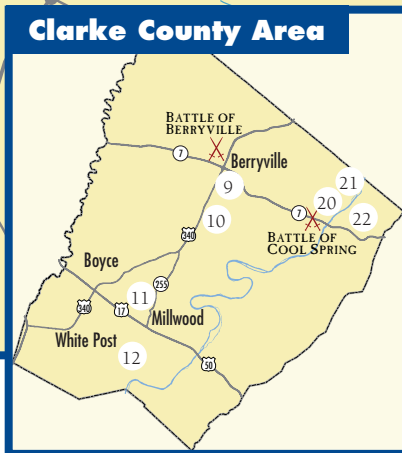 Clarke County Area
BATTLE OF
BERRYVILLE
7
Berryville
9
21
20
7
22
10
BATTLE OF
COOL SPRING
340
Boyce
255
11
340
17
Millwood
White Post
12
50